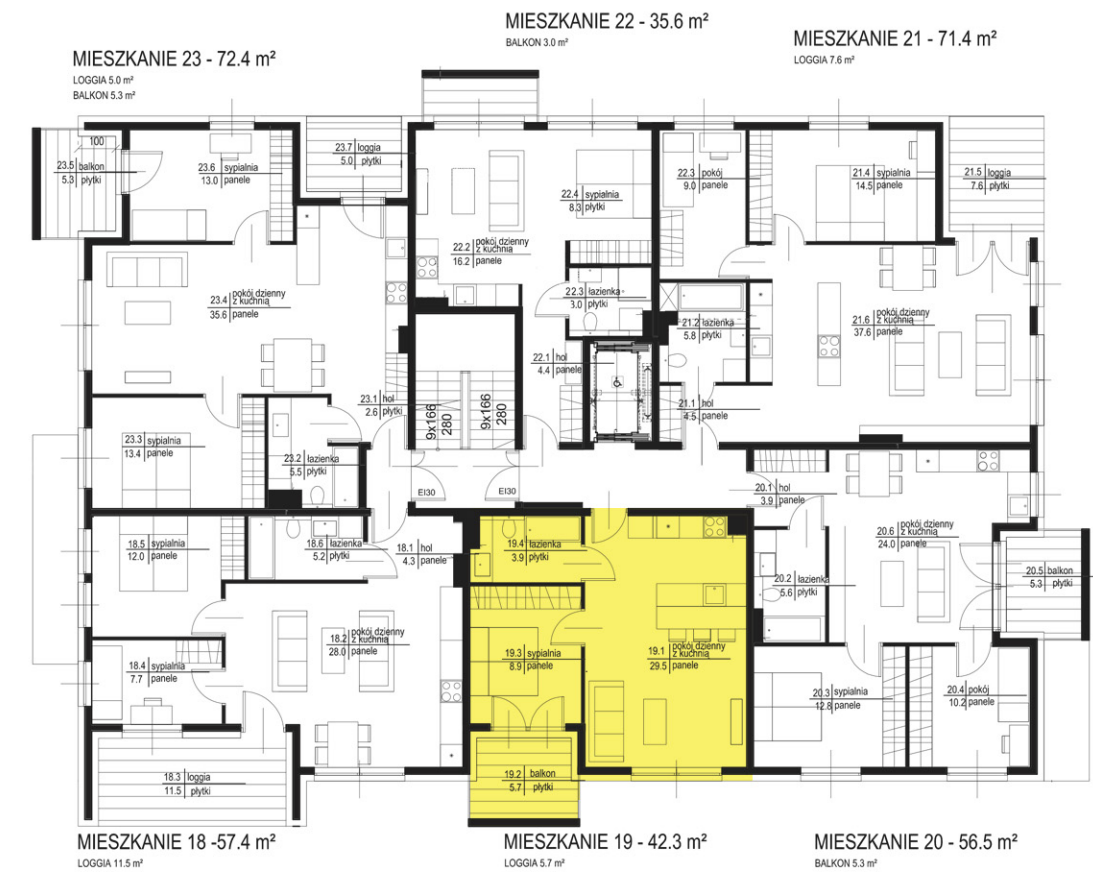 MIESZKANIE 22 - 35.6 m²
BALKON 3.0 m²
MIESZKANIE 21 - 71.4 m²
LOGGIA 7.6 m²
MIESZKANIE 23 - 72.4 m²
LOGGIA 5.0 m²
BALKON 5.3 m²
100
23.5 balkon
5.3 płytki
23.6 sypialnia
13.0 panele
23.7 loggia
5.0 płytki
22.4 sypialnia
8.3 płytki
22.3 pokój
9.0 panele
21.4 sypialnia
14.5 panele
21.5 loggia
7.6 płytki
22.2 pokój dzienny
z kuchnią
16.2 panele
23.4 pokój dzienny
z kuchnią
35.6 panele
22.3 łazienka
3.0 płytki
21.2 łazienka
5.8 płytki
21.6 pokój dzienny
z kuchnią
37.6 panele
22.1 hol
4.4 panele
23.1 hol
2.6 płytki
9x166
280
9x166
280
21.1 hol
4.5 panele
23.3 sypialnia
13.4 panele
23.2 łazienka
5.5 płytki
EI30
EI30
20.1 hol
3.9 panele
18.5 sypialnia
12.0 panele
18.6 łazienka
5.2 płytki
18.1 hol
4.3 panele
19.4 łazienka
3.9 płytki
20.6 pokój dzienny
z kuchnią
24.0 panele
20.2 łazienka
5.6 płytki
20.5 balkon
5.3 płytki
18.2 pokój dzienny
z kuchnią
28.0 panele
19.3 sypialnia
8.9 panele
19.1 pokój dzienny
z kuchnią
29.5 panele
18.4 sypialnia
7.7 panele
20.3 sypialnia
12.8 panele
20.4 pokój
10.2 panele
18.3 loggia
11.5 płytki
19.2 balkon
5.7 płytki
MIESZKANIE 18 -57.4 m²
LOGGIA 11.5 m²
MIESZKANIE 19 - 42.3 m²
LOGGIA 5.7 m²
MIESZKANIE 20 - 56.5 m²
BALKON 5.3 m²